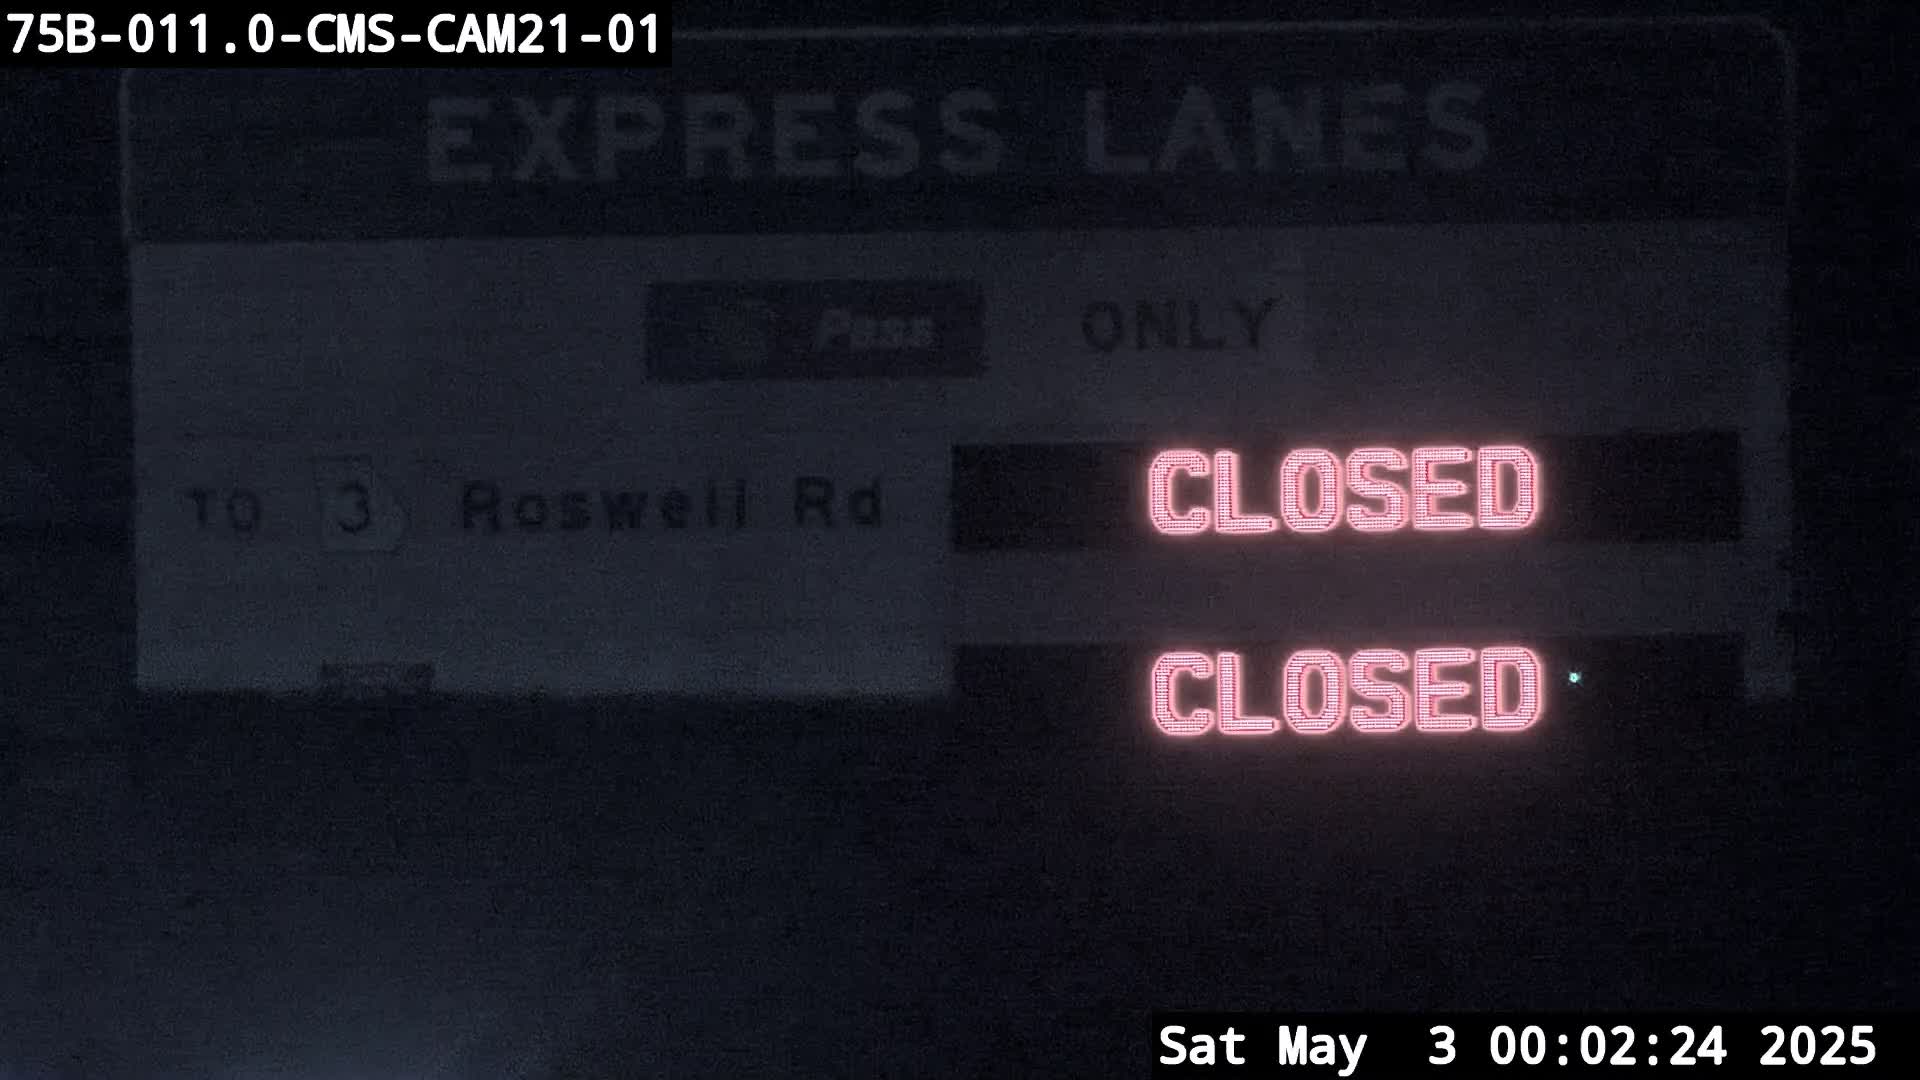 75B-011.0-CMS-CAM21-01
EXPRESS LANES
Pass ONLY
TO 3 Roswell Rd CLOSED
CLOSED
Sat May 3 00:02:24 2025